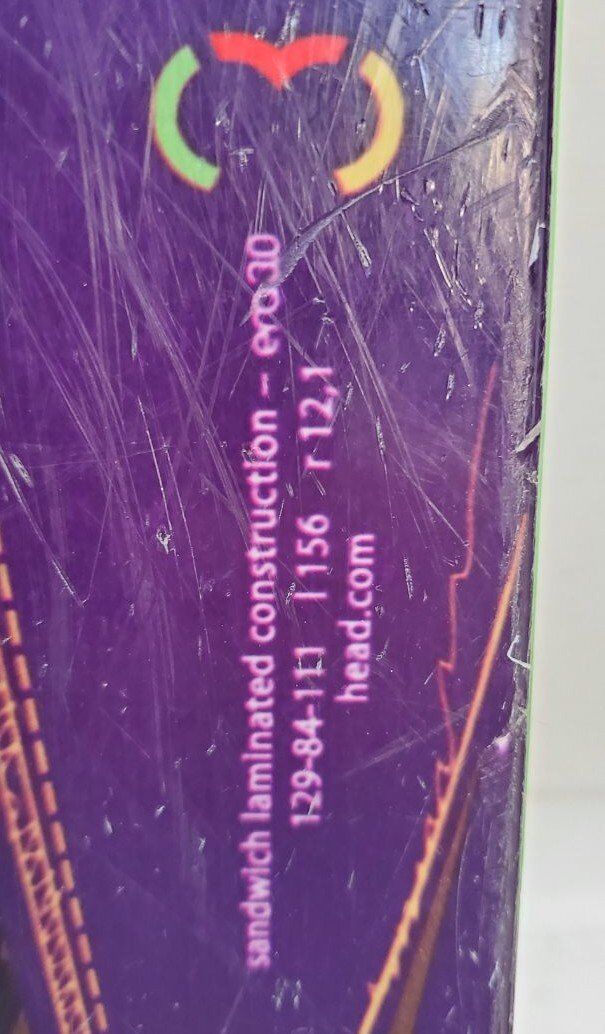 sandwich laminated construction –
129-84-111 l 156 r 12,1
head.com